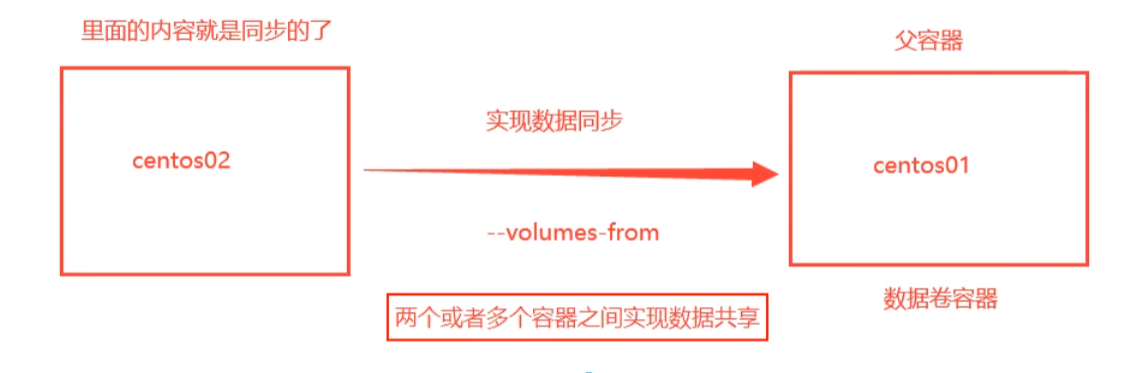 里面的内容就是同步的了
父容器
实现数据同步
centos02
centos01
--volumes-from
数据卷容器
两个或者多个容器之间实现数据共享